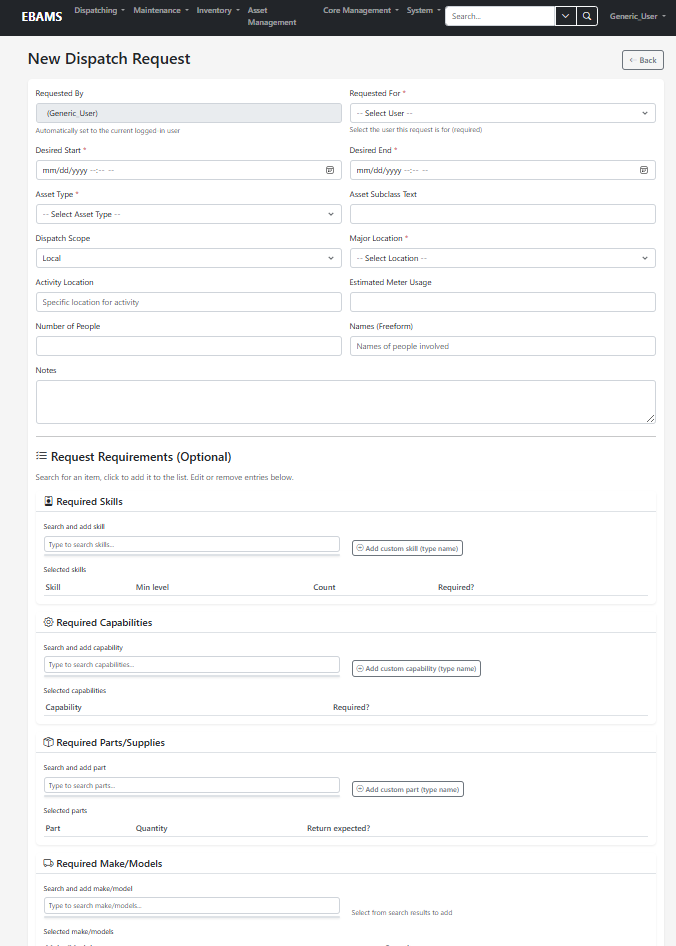 EBAMS Dispatching Maintenance Inventory Asset Management Core Management System Search... Generic_User
New Dispatch Request
← Back
Requested By Requested For *
(Generic_User) -- Select User --
Automatically set to the current logged-in user Select the user this request is for (required)
Desired Start * Desired End *
mm/dd/yyyy --:-- -- mm/dd/yyyy --:-- --
Asset Type * Asset Subclass Text
-- Select Asset Type --
Dispatch Scope Major Location *
Local -- Select Location --
Activity Location Estimated Meter Usage
Specific location for activity
Number of People Names (Freeform)
Names of people involved
Notes
Request Requirements (Optional)
Search for an item, click to add it to the list. Edit or remove entries below.
Required Skills
Search and add skill
Type to search skills... Add custom skill (type name)
Selected skills
Skill Min level Count Required?
Required Capabilities
Search and add capability
Type to search capabilities... Add custom capability (type name)
Selected capabilities
Capability Required?
Required Parts/Supplies
Search and add part
Type to search parts... Add custom part (type name)
Selected parts
Part Quantity Return expected?
Required Make/Models
Search and add make/model
Type to search make/models... Select from search results to add
Selected make/models